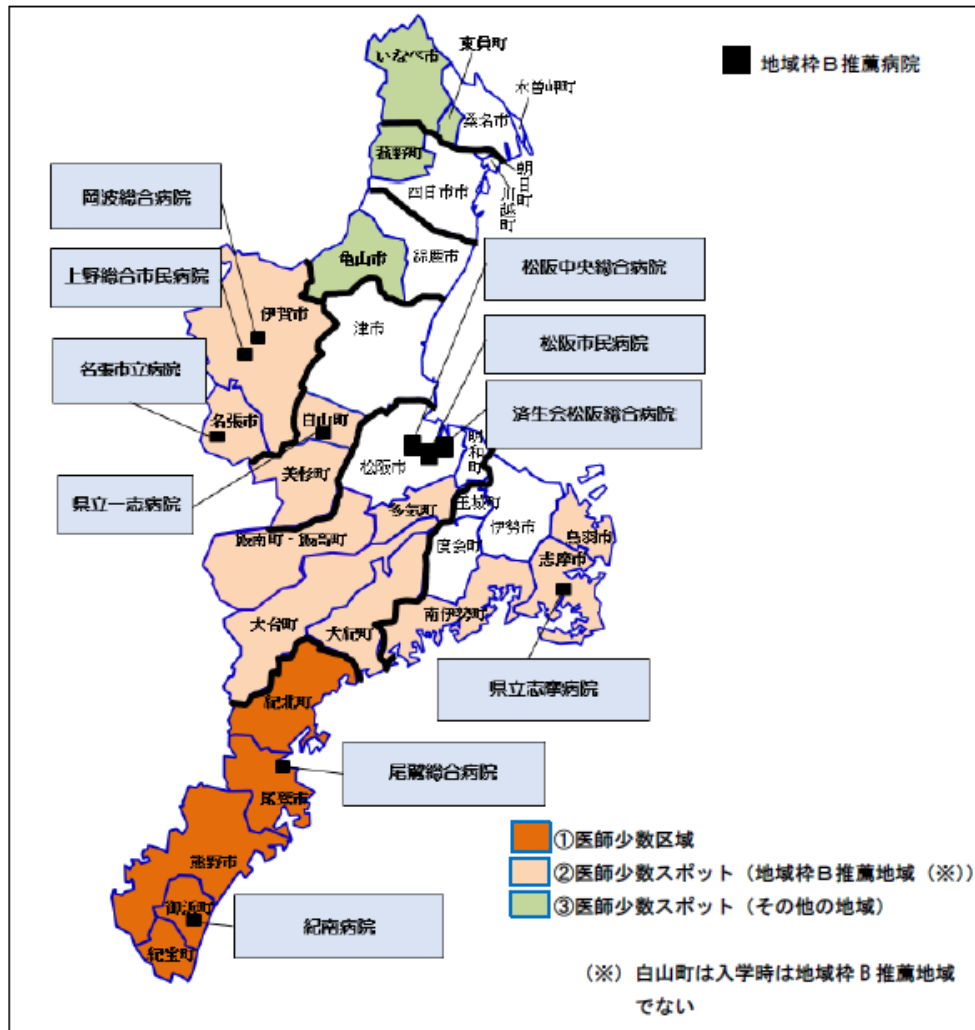 東員町
いなべ市
■ 地域枠B推薦病院
木曽岬町
桑名市
菰野町
朝日町
川越町
四日市市
岡波総合病院
亀山市
鈴鹿市
松阪中央総合病院
上野総合市民病院
伊賀市
津市
松阪市民病院
名張市立病院
済生会松阪総合病院
名張市
白山町
明和町
松阪市
美杉町
県立一志病院
多気町
玉城町
伊勢市
鳥羽市
飯南町・飯高町
度会町
志摩市
大台町
大紀町
南伊勢町
県立志摩病院
紀北町
尾鷲総合病院
尾鷲市
①医師少数区域
熊野市
②医師少数スポット（地域枠B推薦地域（※））
御浜町
③医師少数スポット（その他の地域）
紀南病院
紀宝町
（※）白山町は入学時は地域枠B推薦地域
でない